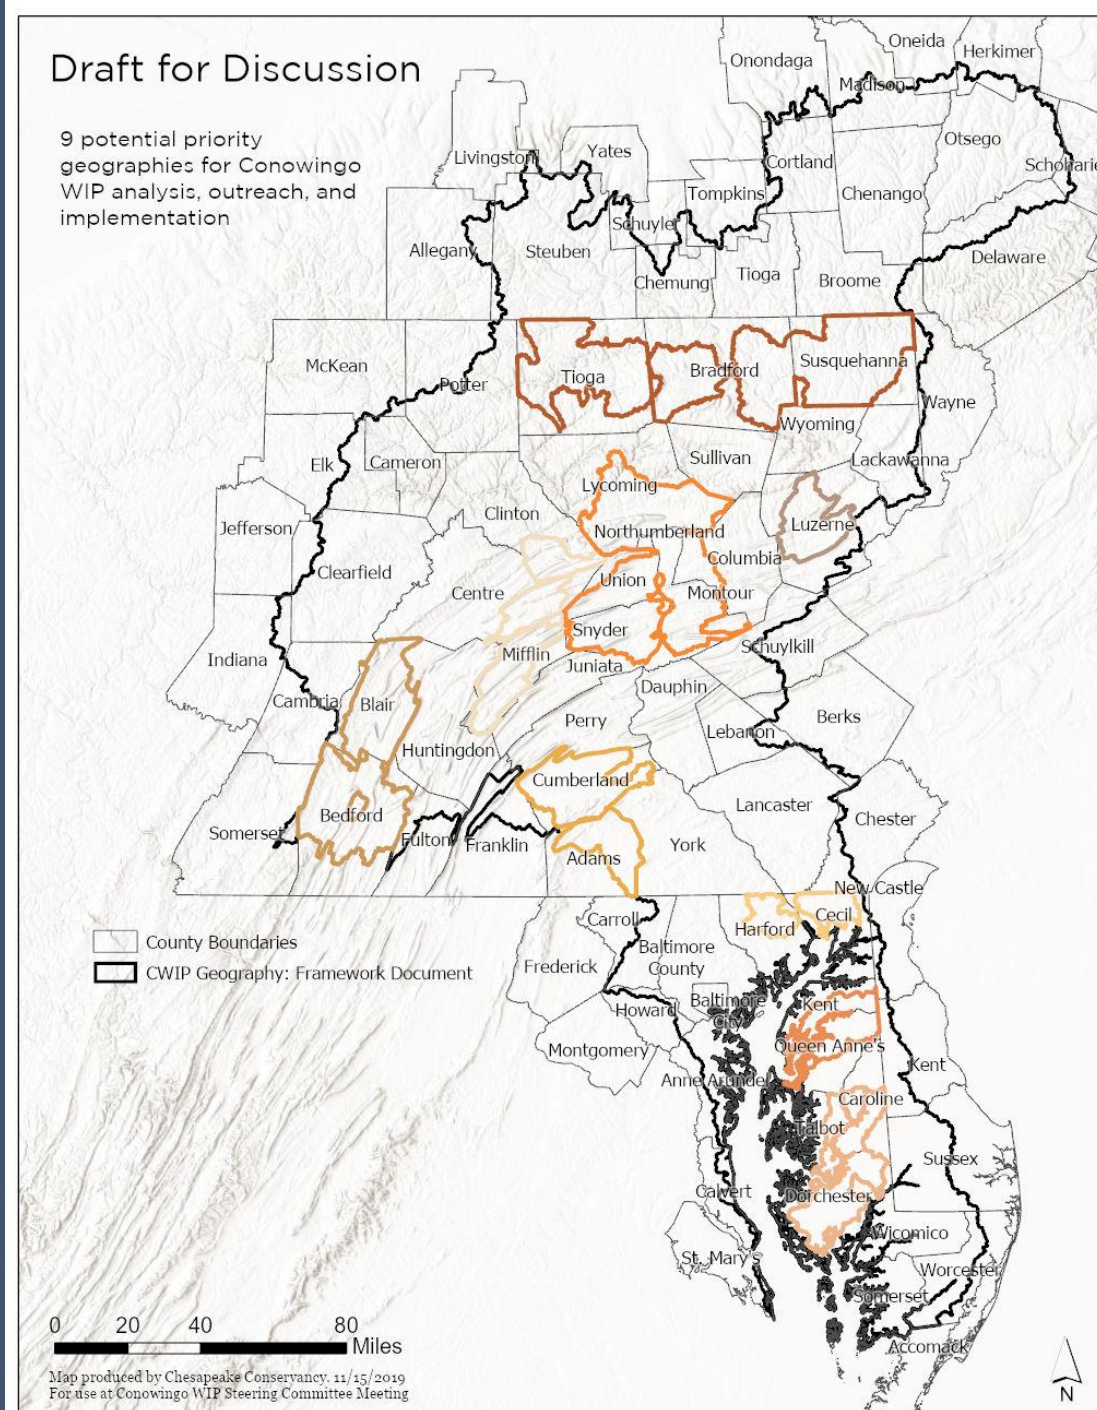 Draft for Discussion
9 potential priority
geographies for Conowingo
WIP analysis, outreach, and
implementation
Oneida
Herkimer
Onondaga
Madison
Otsego
Livingston
Yates
Cortland
Schoharie
Tompkins
Chenango
Schuyler
Allegany
Steuben
Delaware
Chemung
Tioga
Broome
McKean
Potter
Tioga
Bradford
Susquehanna
Wayne
Wyoming
Elk
Cameron
Sullivan
Lackawanna
Lycoming
Clinton
Jefferson
Northumberland
Luzerne
Columbia
Clearfield
Centre
Union
Montour
Snyder
Schuylkill
Indiana
Mifflin
Juniata
Dauphin
Cambria
Blair
Perry
Berks
Lebanon
Huntingdon
Cumberland
Lancaster
Bedford
Chester
Somerset
Fulton
Franklin
Adams
York
New Castle
Carroll
Harford
Cecil
County Boundaries
Baltimore
County
Frederick
CWIP Geography: Framework Document
Baltimore
City
Kent
Howard
Queen Anne's
Montgomery
Kent
Anne Arundel
Caroline
Talbot
Sussex
Calvert
Dorchester
Wicomico
St. Mary's
Worcester
Somerset
Accomack
0 20 40 80
Miles
Map produced by Chesapeake Conservancy. 11/15/2019
For use at Conowingo WIP Steering Committee Meeting
N